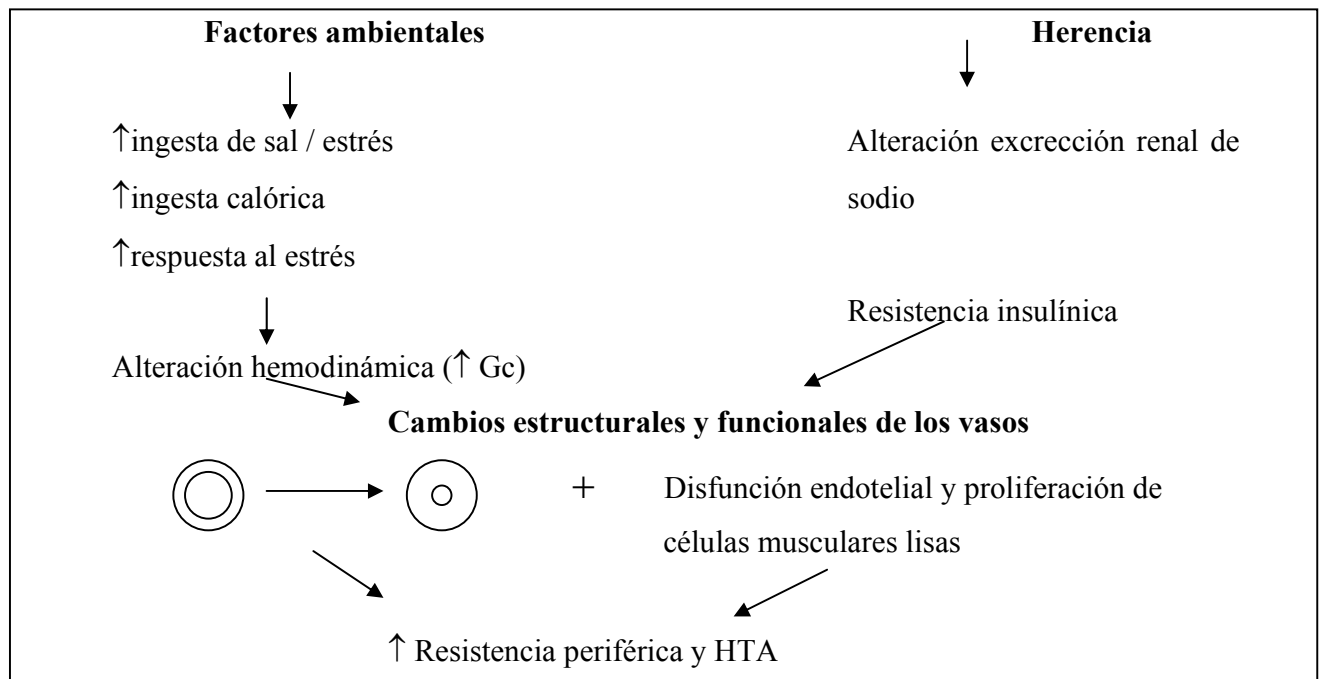 Factores ambientales
Herencia
↑ingesta de sal / estrés
↑ingesta calórica
↑respuesta al estrés
Alteración excrección renal de
sodio
Resistencia insulínica
Alteración hemodinámica (↑ Gc)
Cambios estructurales y funcionales de los vasos
+
Disfunción endotelial y proliferación de
células musculares lisas
↑ Resistencia periférica y HTA